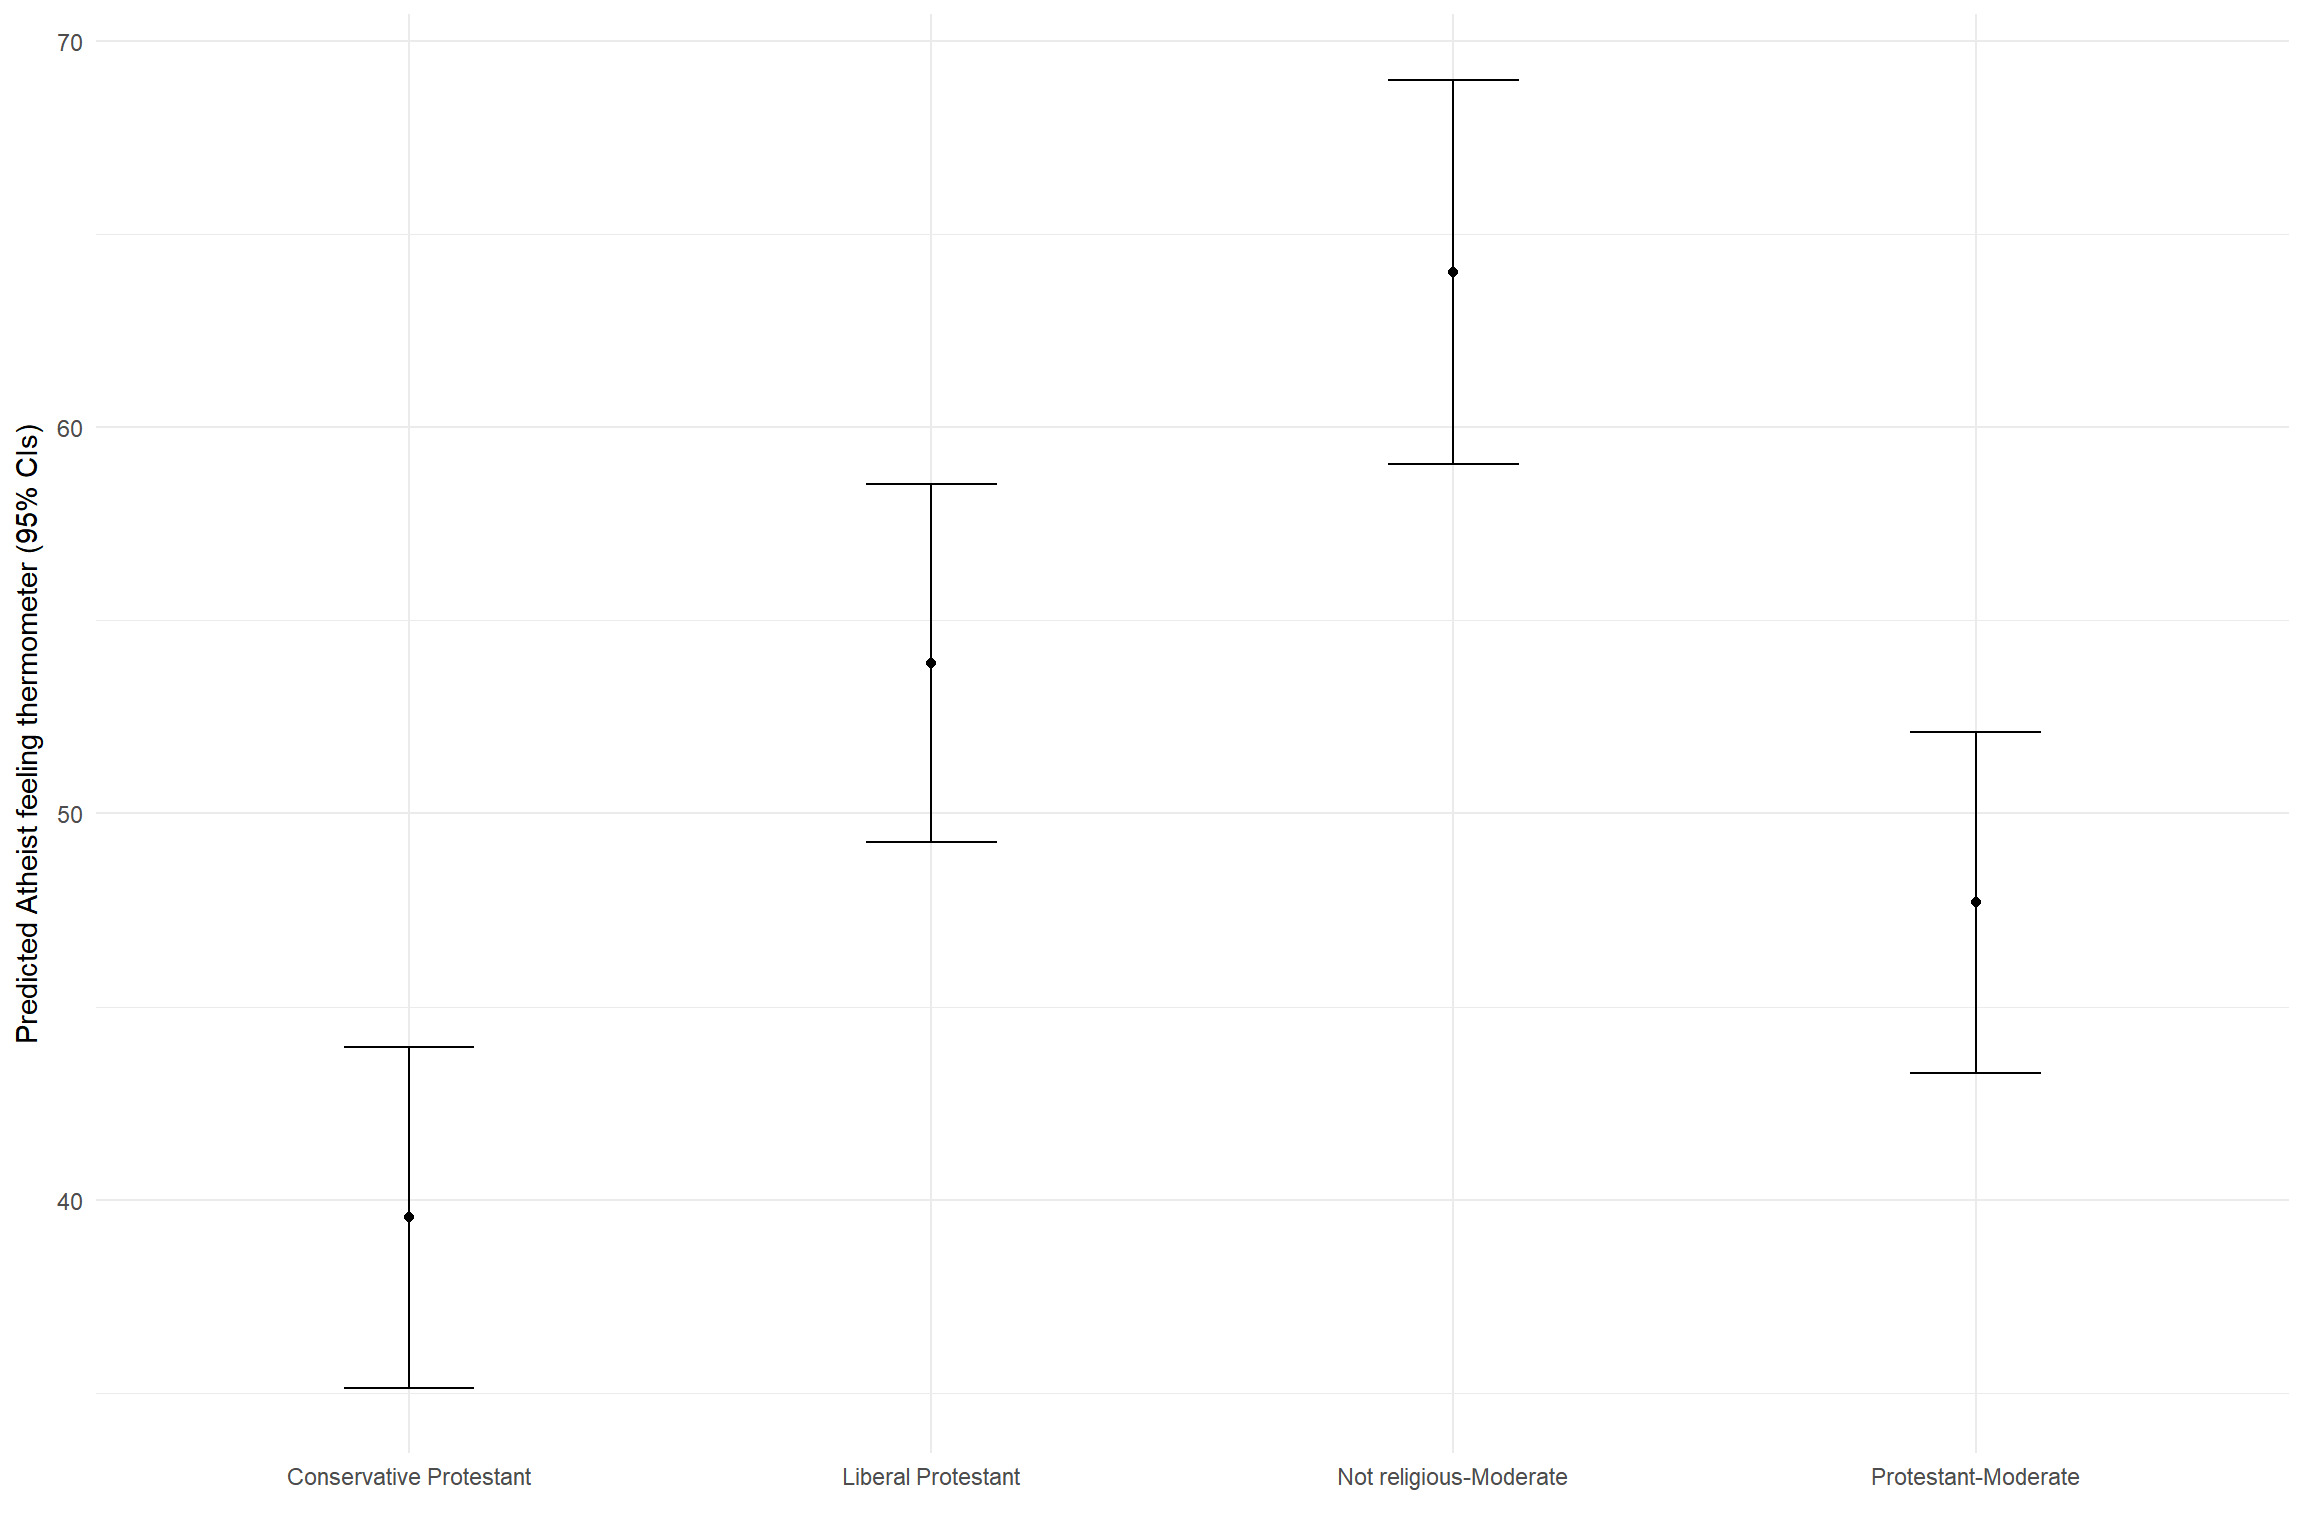 Predicted Atheist feeling thermometer (95% CIs)
70
60
50
40
Conservative Protestant
Liberal Protestant
Not religious-Moderate
Protestant-Moderate